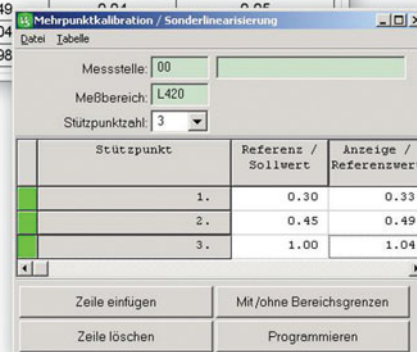 Mehrpunktkalibration / Sonderlinearisierung
Datei Tabelle
Messstelle: 00
Meßbereich: L420
Stützpunktzahl: 3
Stützpunkt Referenz / Sollwert Anzeige / Referenzwert
1. 0.30 0.33
2. 0.45 0.49
3. 1.00 1.04
Zeile einfügen Mit/ohne Bereichsgrenzen
Zeile löschen Programmieren